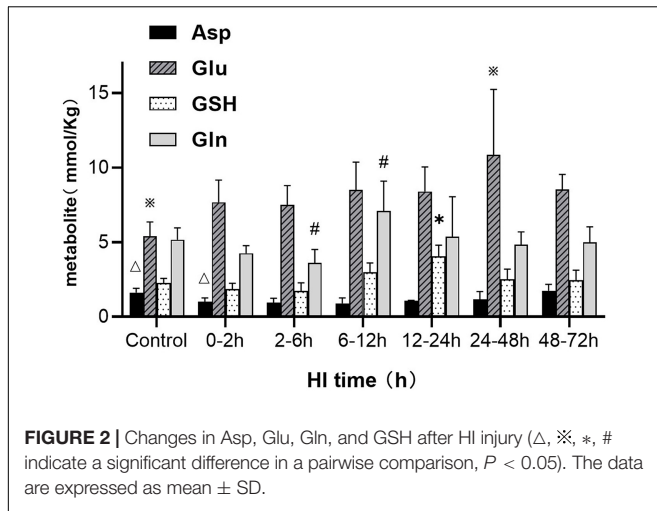 Asp
Glu
GSH
Gln
metabolite( mmol/Kg)
15
10
5
0
※
△
△
#
#
*
※
Control 0-2h 2-6h 6-12h 12-24h 24-48h 48-72h
HI time（h）
FIGURE 2 | Changes in Asp, Glu, Gln, and GSH after HI injury (△, ※, *, #
indicate a significant difference in a pairwise comparison, P < 0.05). The data
are expressed as mean ± SD.